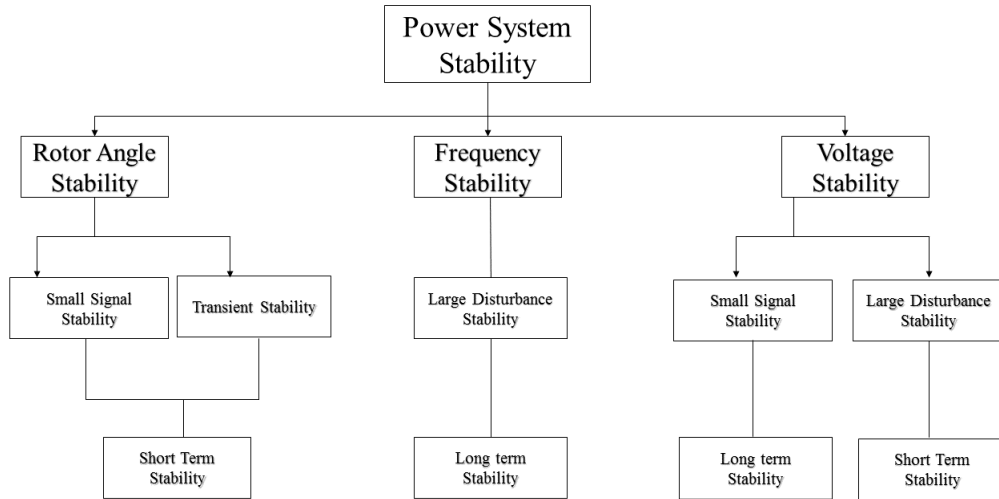 Power System
Stability
Rotor Angle
Stability
Frequency
Stability
Voltage
Stability
Small Signal
Stability
Transient Stability
Large Disturbance
Stability
Small Signal
Stability
Large Disturbance
Stability
Short Term
Stability
Long term
Stability
Long term
Stability
Short Term
Stability